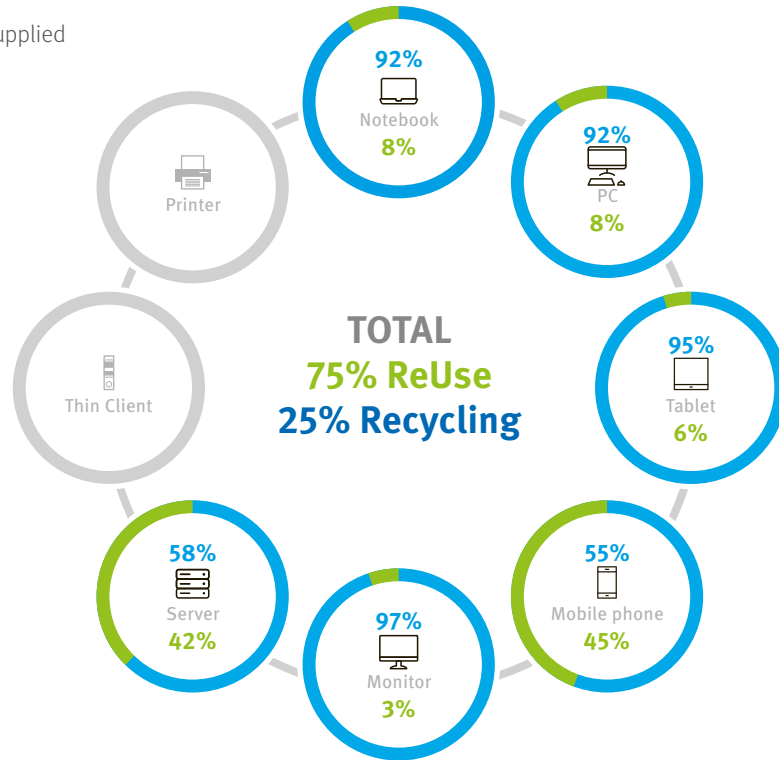 upplied
92%
Notebook
8%
92%
PC
8%
Printer
TOTAL
75% ReUse
25% Recycling
95%
Tablet
6%
Thin Client
58%
Server
42%
97%
Monitor
3%
55%
Mobile phone
45%